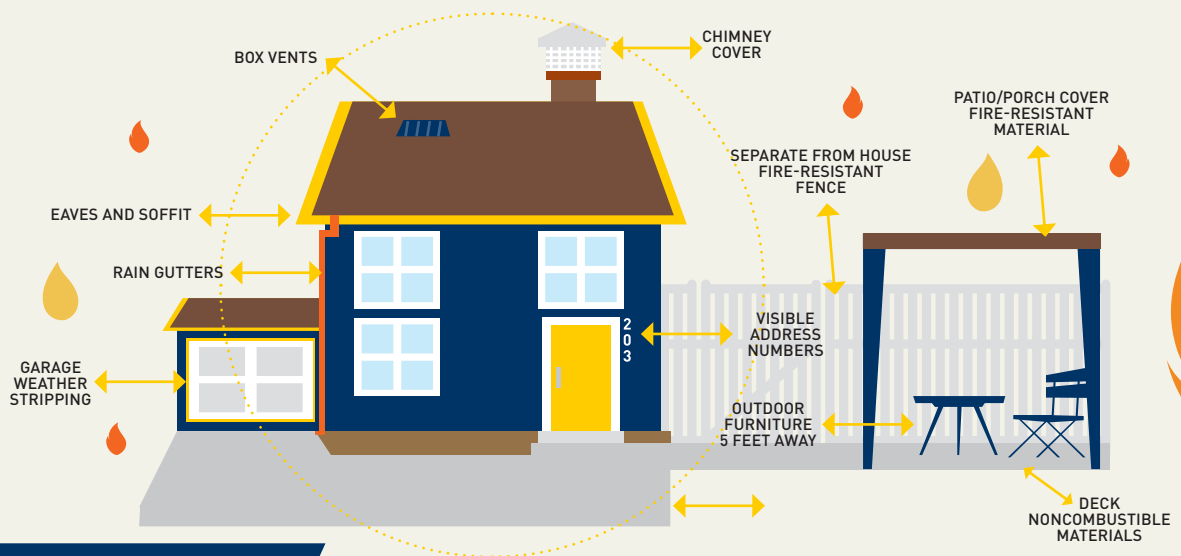 BOX VENTS
CHIMNEY
COVER
PATIO/PORCH COVER
FIRE-RESISTANT
MATERIAL
SEPARATE FROM HOUSE
FIRE-RESISTANT
FENCE
EAVES AND SOFFIT
RAIN GUTTERS
2
0
3
VISIBLE
ADDRESS
NUMBERS
GARAGE
WEATHER
STRIPPING
OUTDOOR
FURNITURE
5 FEET AWAY
DECK
NONCOMBUSTIBLE
MATERIALS